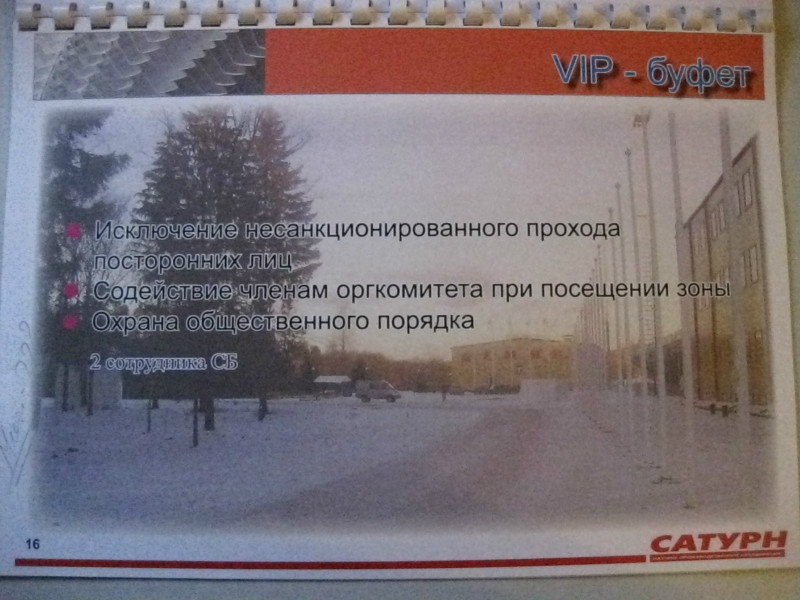 VIP - буфет
Исключение несанкционированного прохода
посторонних лиц
Содействие членам оргкомитета при посещении зоны
Охрана общественного порядка
2 сотрудника СБ
16
САТУРН